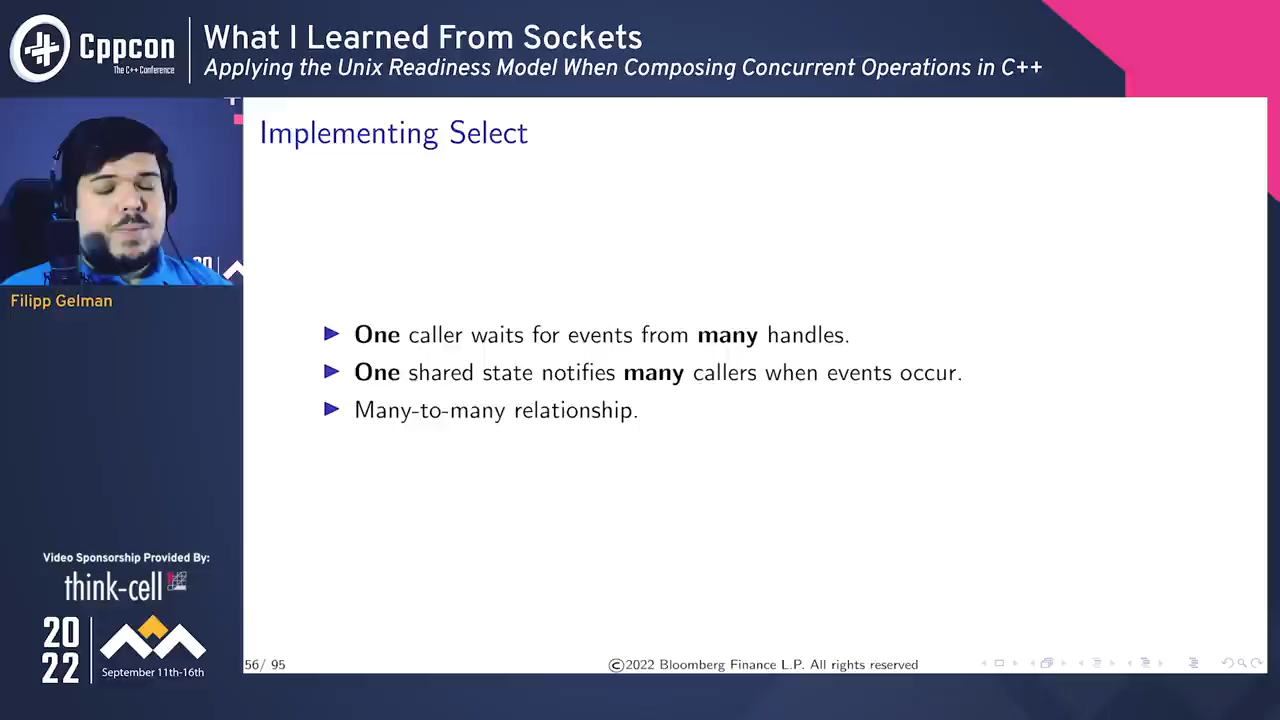 Cppcon
The C++ Conference
What I Learned From Sockets
Applying the Unix Readiness Model When Composing Concurrent Operations in C++
Implementing Select
Filipp Gelman
One caller waits for events from many handles.
One shared state notifies many callers when events occur.
Many-to-many relationship.
Video Sponsorship Provided By:
think-cell
20
22
September 11th-16th
56/ 95
©2022 Bloomberg Finance L.P. All rights reserved